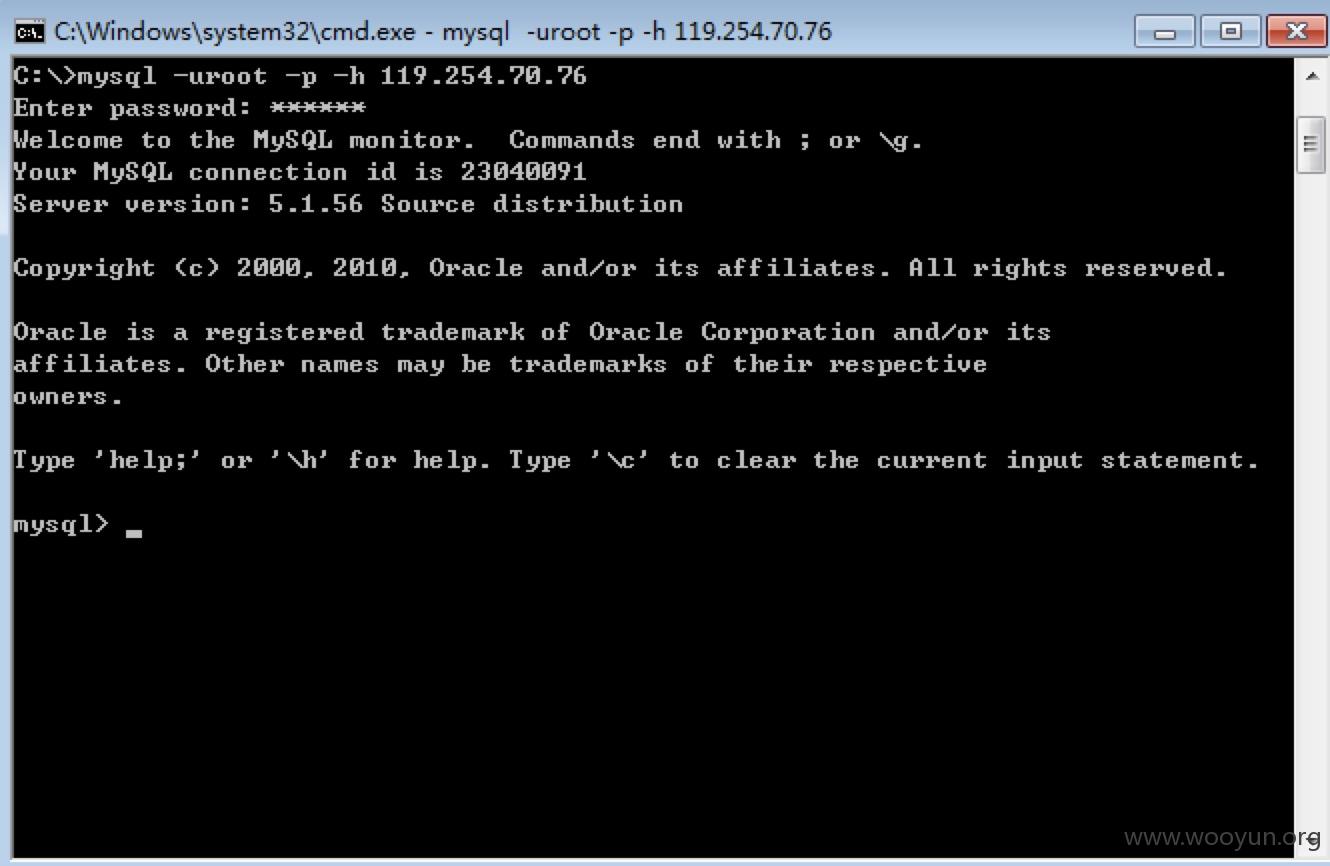 C:\Windows\system32\cmd.exe - mysql  -uroot -p -h 119.254.70.76
C:\>mysql -uroot -p -h 119.254.70.76
Enter password: ******
Welcome to the MySQL monitor.  Commands end with ; or \g.
Your MySQL connection id is 23040091
Server version: 5.1.56 Source distribution
Copyright (c) 2000, 2010, Oracle and/or its affiliates. All rights reserved.
Oracle is a registered trademark of Oracle Corporation and/or its
affiliates. Other names may be trademarks of their respective
owners.
Type 'help;' or '\h' for help. Type '\c' to clear the current input statement.
mysql> _
www.wooyun.org